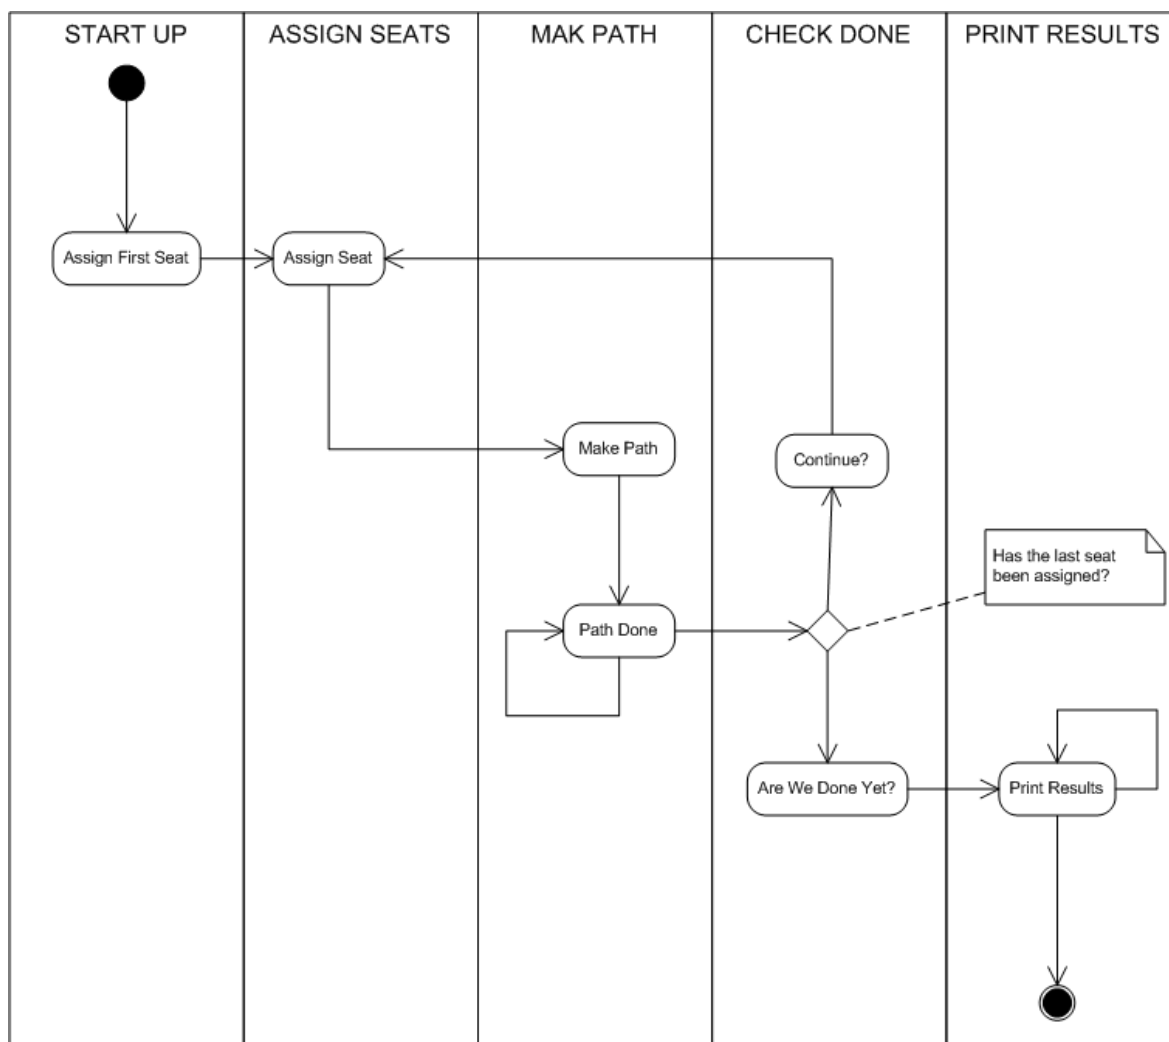 START UP
ASSIGN SEATS
MAK PATH
CHECK DONE
PRINT RESULTS
Assign First Seat
Assign Seat
Make Path
Continue?
Has the last seat
been assigned?
Path Done
Are We Done Yet?
Print Results